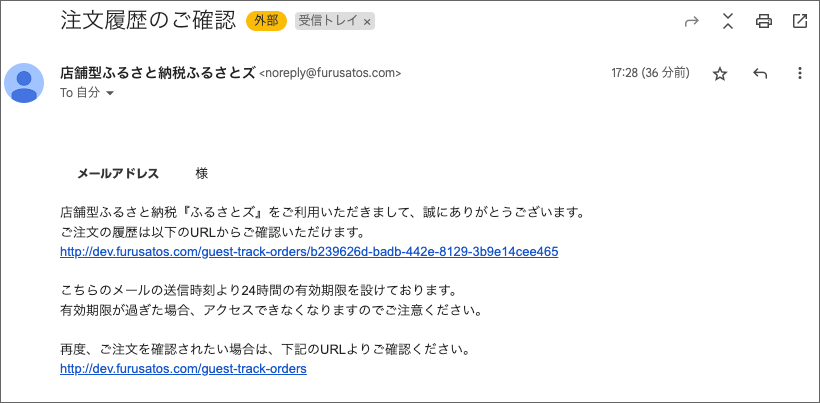 注文履歴のご確認 外部 受信トレイ ×
店舗型ふるさと納税ふるさとズ <noreply@furusatos.com> 17:28 (36 分前)
To 自分
メールアドレス 様
店舗型ふるさと納税『ふるさとズ』をご利用いただきまして、誠にありがとうございます。
ご注文の履歴は以下のURLからご確認いただけます。
http://dev.furusatos.com/guest-track-orders/b239626d-badb-442e-8129-3b9e14cee465
こちらのメールの送信時刻より24時間の有効期限を設けております。
有効期限が過ぎた場合、アクセスできなくなりますのでご注意ください。
再度、ご注文を確認されたい場合は、下記のURLよりご確認ください。
http://dev.furusatos.com/guest-track-orders